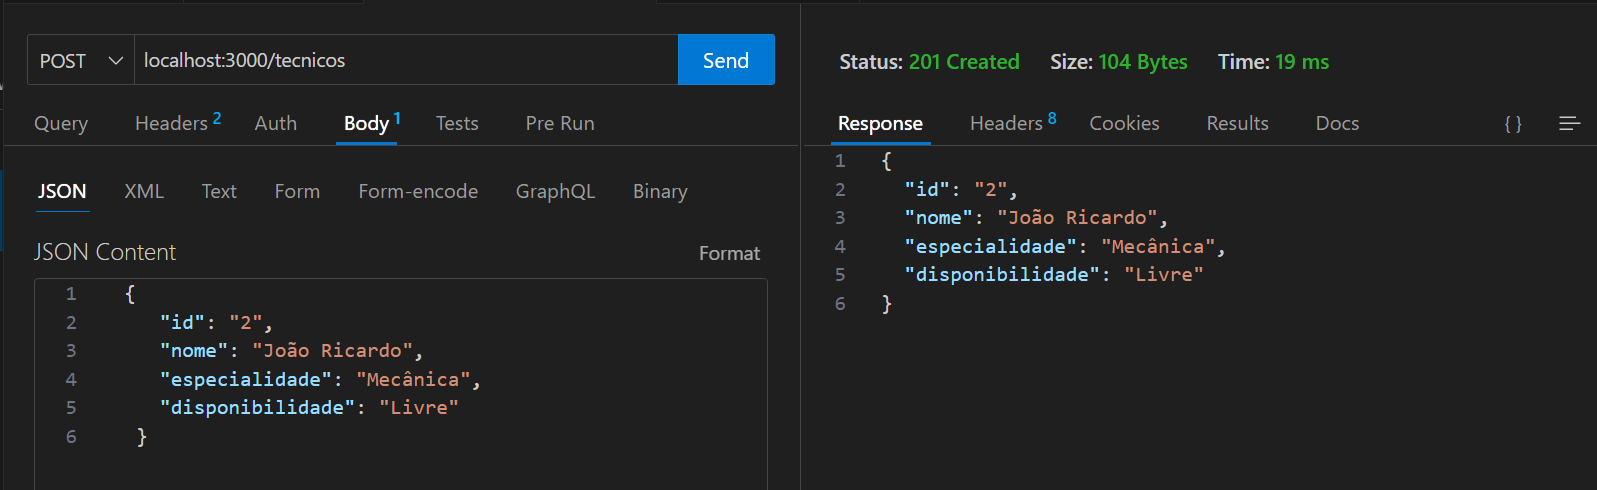 POST localhost:3000/tecnicos Send
Query Headers 2 Auth Body 1 Tests Pre Run
JSON XML Text Form Form-encode GraphQL Binary
JSON Content Format
1 {
2 "id": "2",
3 "nome": "João Ricardo",
4 "especialidade": "Mecânica",
5 "disponibilidade": "Livre"
6 }
Status: 201 Created Size: 104 Bytes Time: 19 ms
Response Headers 8 Cookies Results Docs { }
1 {
2 "id": "2",
3 "nome": "João Ricardo",
4 "especialidade": "Mecânica",
5 "disponibilidade": "Livre"
6 }